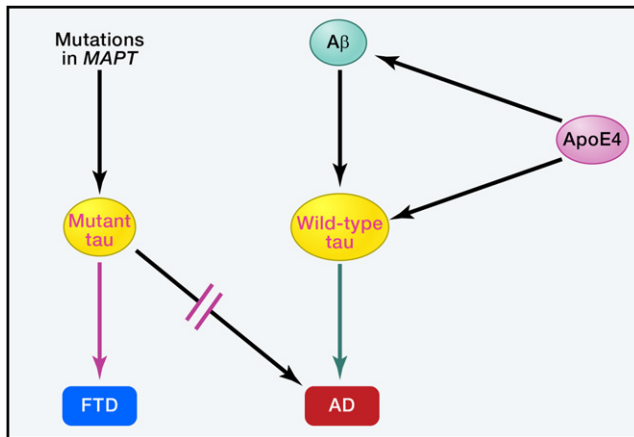 Mutations
in MAPT
Aβ
ApoE4
Mutant
tau
Wild-type
tau
FTD
AD